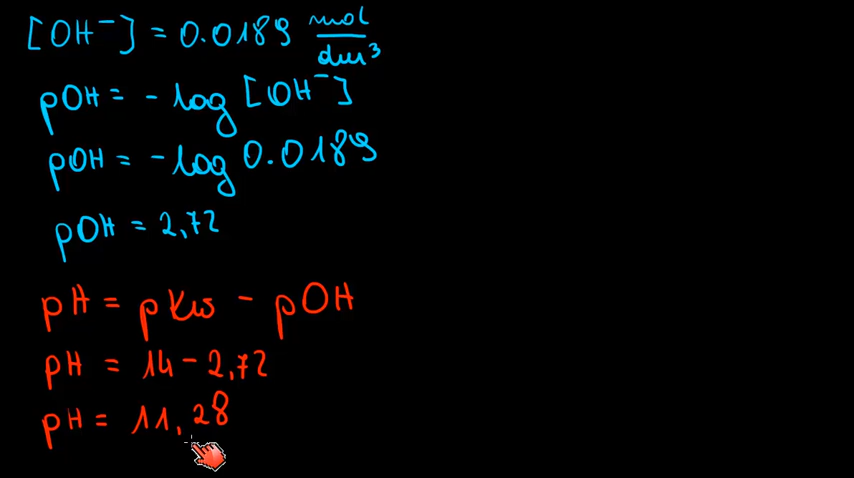 [OH⁻] = 0.0189 mol/dm³
pOH = - log [OH⁻]
pOH = - log 0.0189
pOH = 2,72
pH = pKw - pOH
pH = 14 - 2,72
pH = 11,28